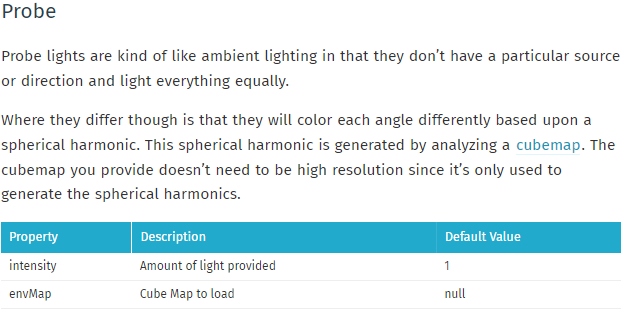 Probe
Probe lights are kind of like ambient lighting in that they don’t have a particular source
or direction and light everything equally.
Where they differ though is that they will color each angle differently based upon a
spherical harmonic. This spherical harmonic is generated by analyzing a cubemap. The
cubemap you provide doesn’t need to be high resolution since it’s only used to
generate the spherical harmonics.
Property Description Default Value
intensity Amount of light provided 1
envMap Cube Map to load null